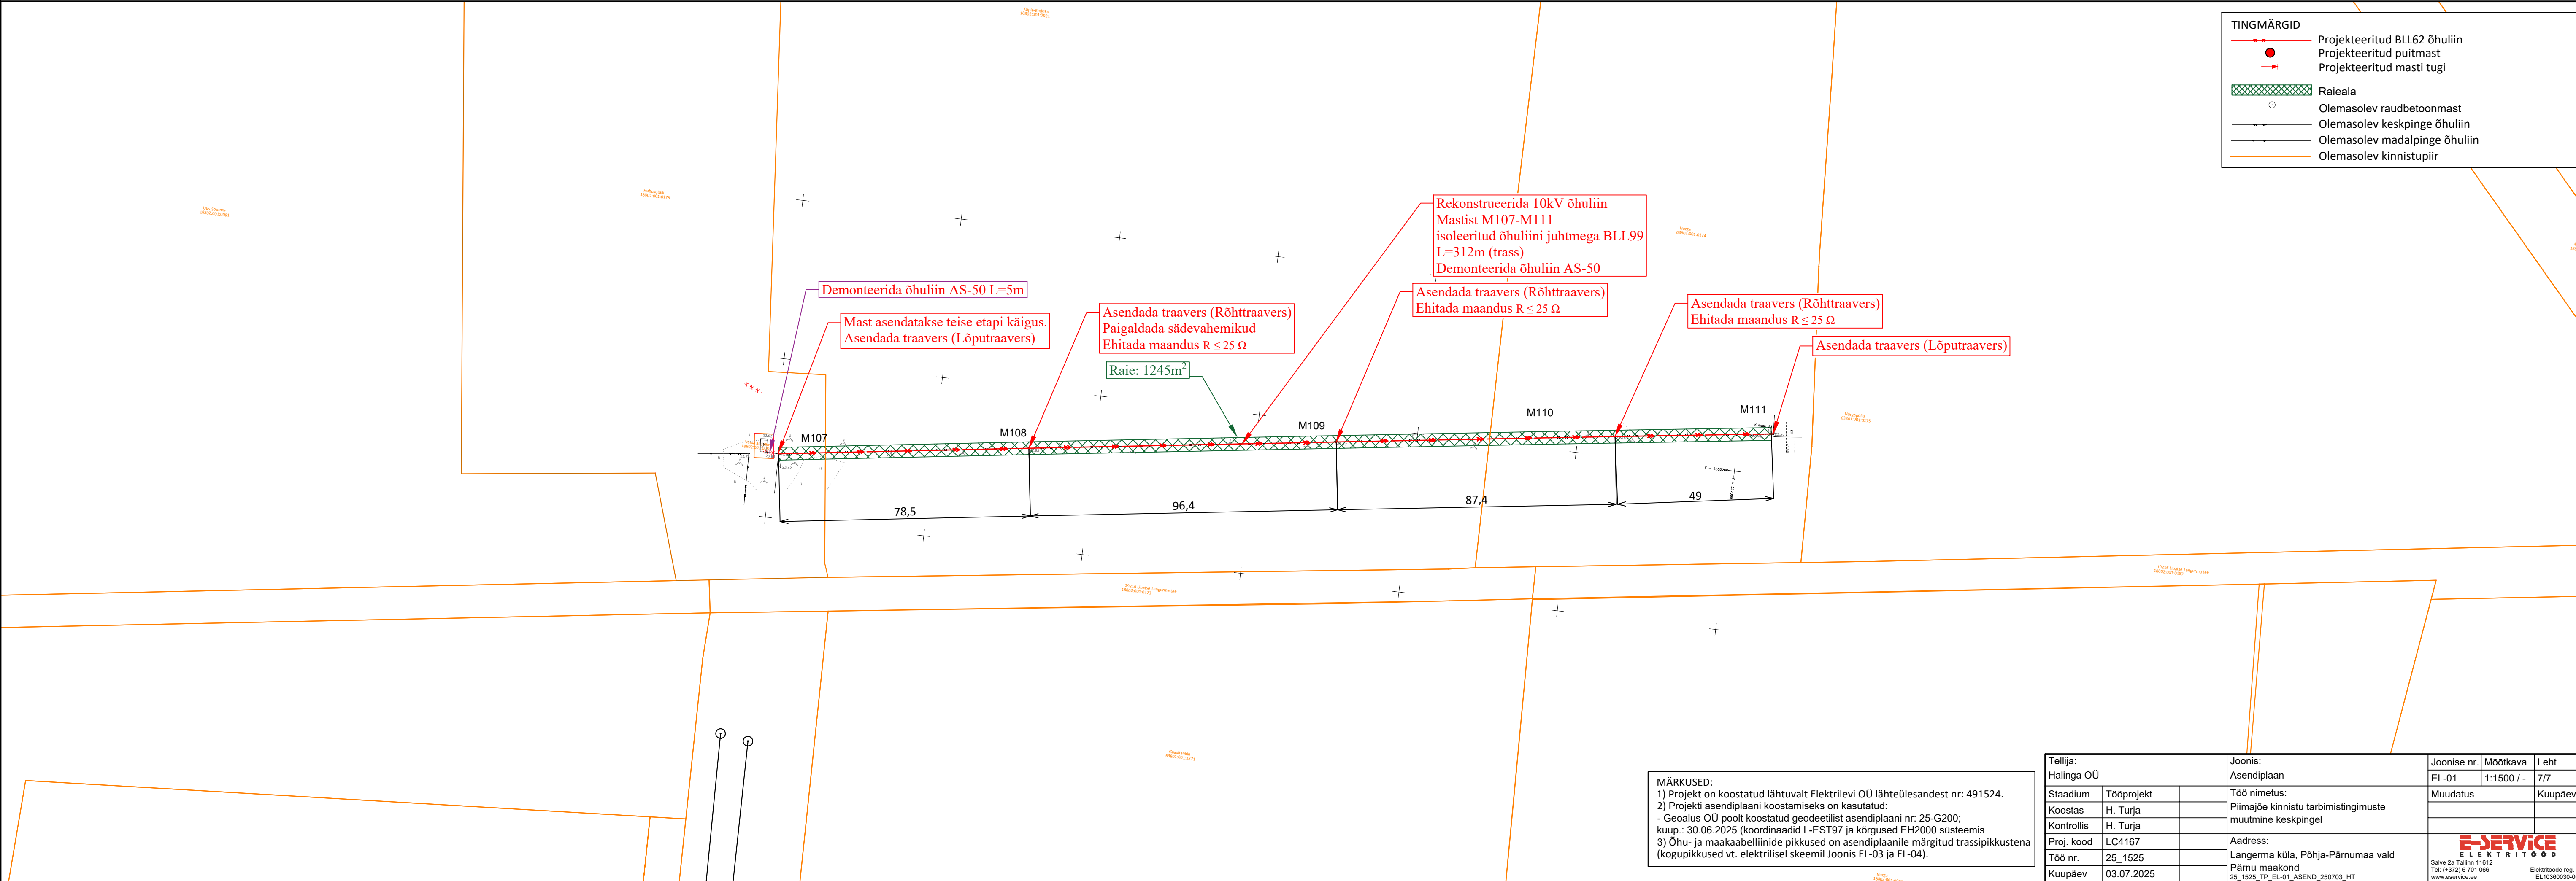 TINGMÄRGID
Projekteeritud BLL62 õhuliin
Projekteeritud puitmast
Projekteeritud masti tugi
Raieala
Olemasolev raudbetoonmast
Olemasolev keskpinge õhuliin
Olemasolev madalpinge õhuliin
Olemasolev kinnistupiir
Rekonstrueerida 10kV õhuliin
Mastist M107-M111
isoleeritud õhuliini juhtmega BLL99
L=312m (trass)
Demonteerida õhuliin AS-50
Demonteerida õhuliin AS-50 L=5m
Mast asendatakse teise etapi käigus.
Asendada traavers (Lõputraavers)
Asendada traavers (Rõhttraavers)
Paigaldada sädevahemikud
Ehitada maandus R ≤ 25 Ω
Asendada traavers (Rõhttraavers)
Ehitada maandus R ≤ 25 Ω
Asendada traavers (Rõhttraavers)
Ehitada maandus R ≤ 25 Ω
Asendada traavers (Lõputraavers)
Raie: 1245m²
M107
M108
M109
M110
M111
78,5
96,4
87,4
49
MÄRKUSED:
1) Projekt on koostatud lähtuvalt Elektrilevi OÜ lähteülesandest nr: 491524.
2) Projekti asendiplaani koostamiseks on kasutatud:
- Geoalus OÜ poolt koostatud geodeetilist asendiplaani nr: 25-G200;
kuup.: 30.06.2025 (koordinaadid L-EST97 ja kõrgused EH2000 süsteemis
3) Õhu- ja maakaabelliinide pikkused on asendiplaanile märgitud trassipikkustena
(kogupikkused vt. elektrilisel skeemil Joonis EL-03 ja EL-04).
Tellija:
Halinga OÜ
Joonis:
Asendiplaan
Joonise nr. Mõõtkava Leht
EL-01 1:1500 / - 7/7
Staadium Tööprojekt
Koostas H. Turja
Kontrollis H. Turja
Proj. kood LC4167
Töö nr. 25_1525
Kuupäev 03.07.2025
Töö nimetus:
Piimajõe kinnistu tarbimistingimuste
muutmine keskpingel
Muudatus Kuupäev
Aadress:
Langerma küla, Põhja-Pärnumaa vald
Pärnu maakond
25_1525_TP_EL-01_ASEND_250703_HT
E-SERVICE
ELEKTRITÖÖD
Salve 2a Tallinn 11612
Tel: (+372) 6 701 066
www.eservice.ee
Elektritööde reg.